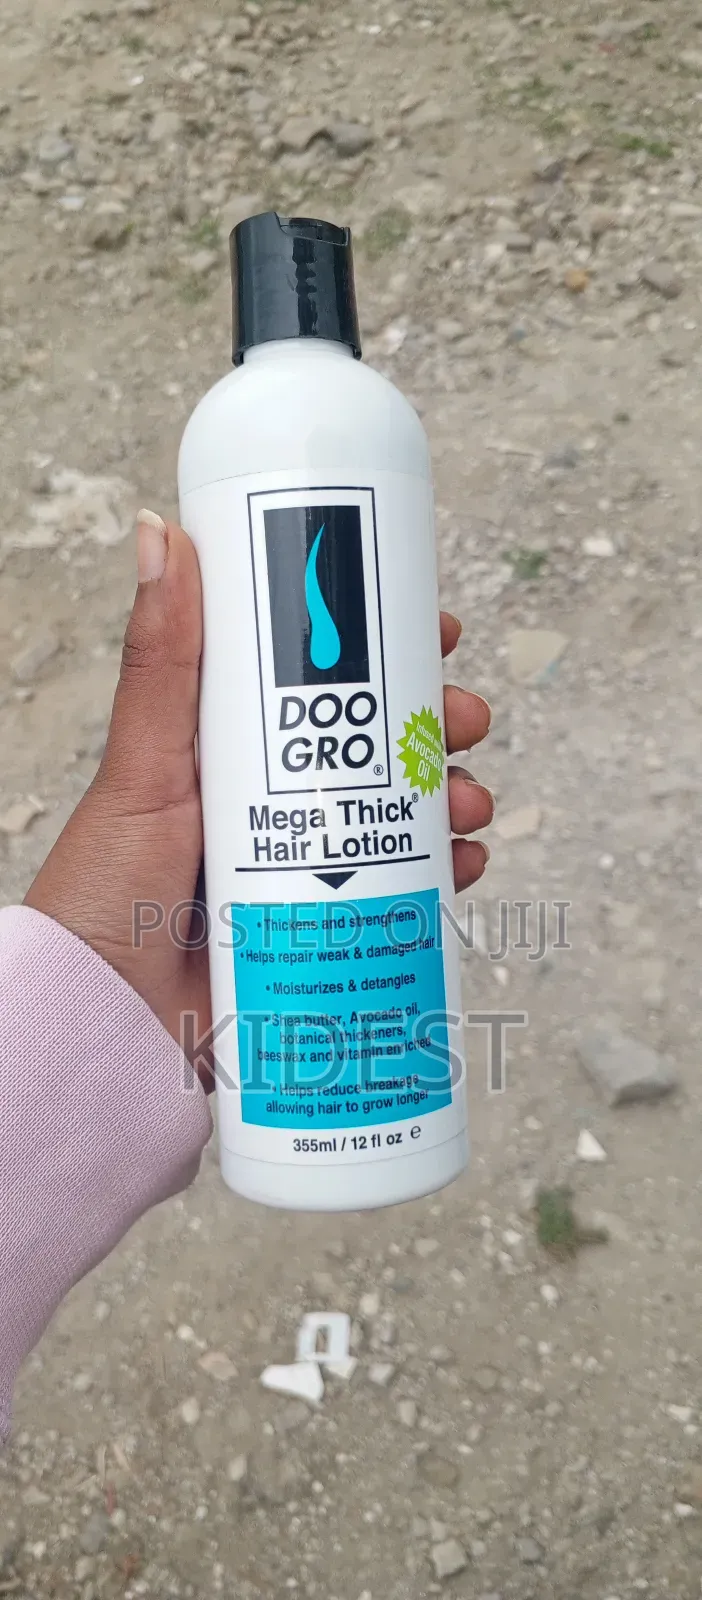 DOO
GRO®
Infused with
Avocado
Oil
Mega Thick®
Hair Lotion
• Thickens and strengthens
• Helps repair weak & damaged hair
• Moisturizes & detangles
• Shea butter, Avocado oil,
botanical thickeners,
beeswax and vitamin enriched
• Helps reduce breakage
allowing hair to grow longer
355ml / 12 fl oz ℮
POSTED ON JIJI
KIDEST